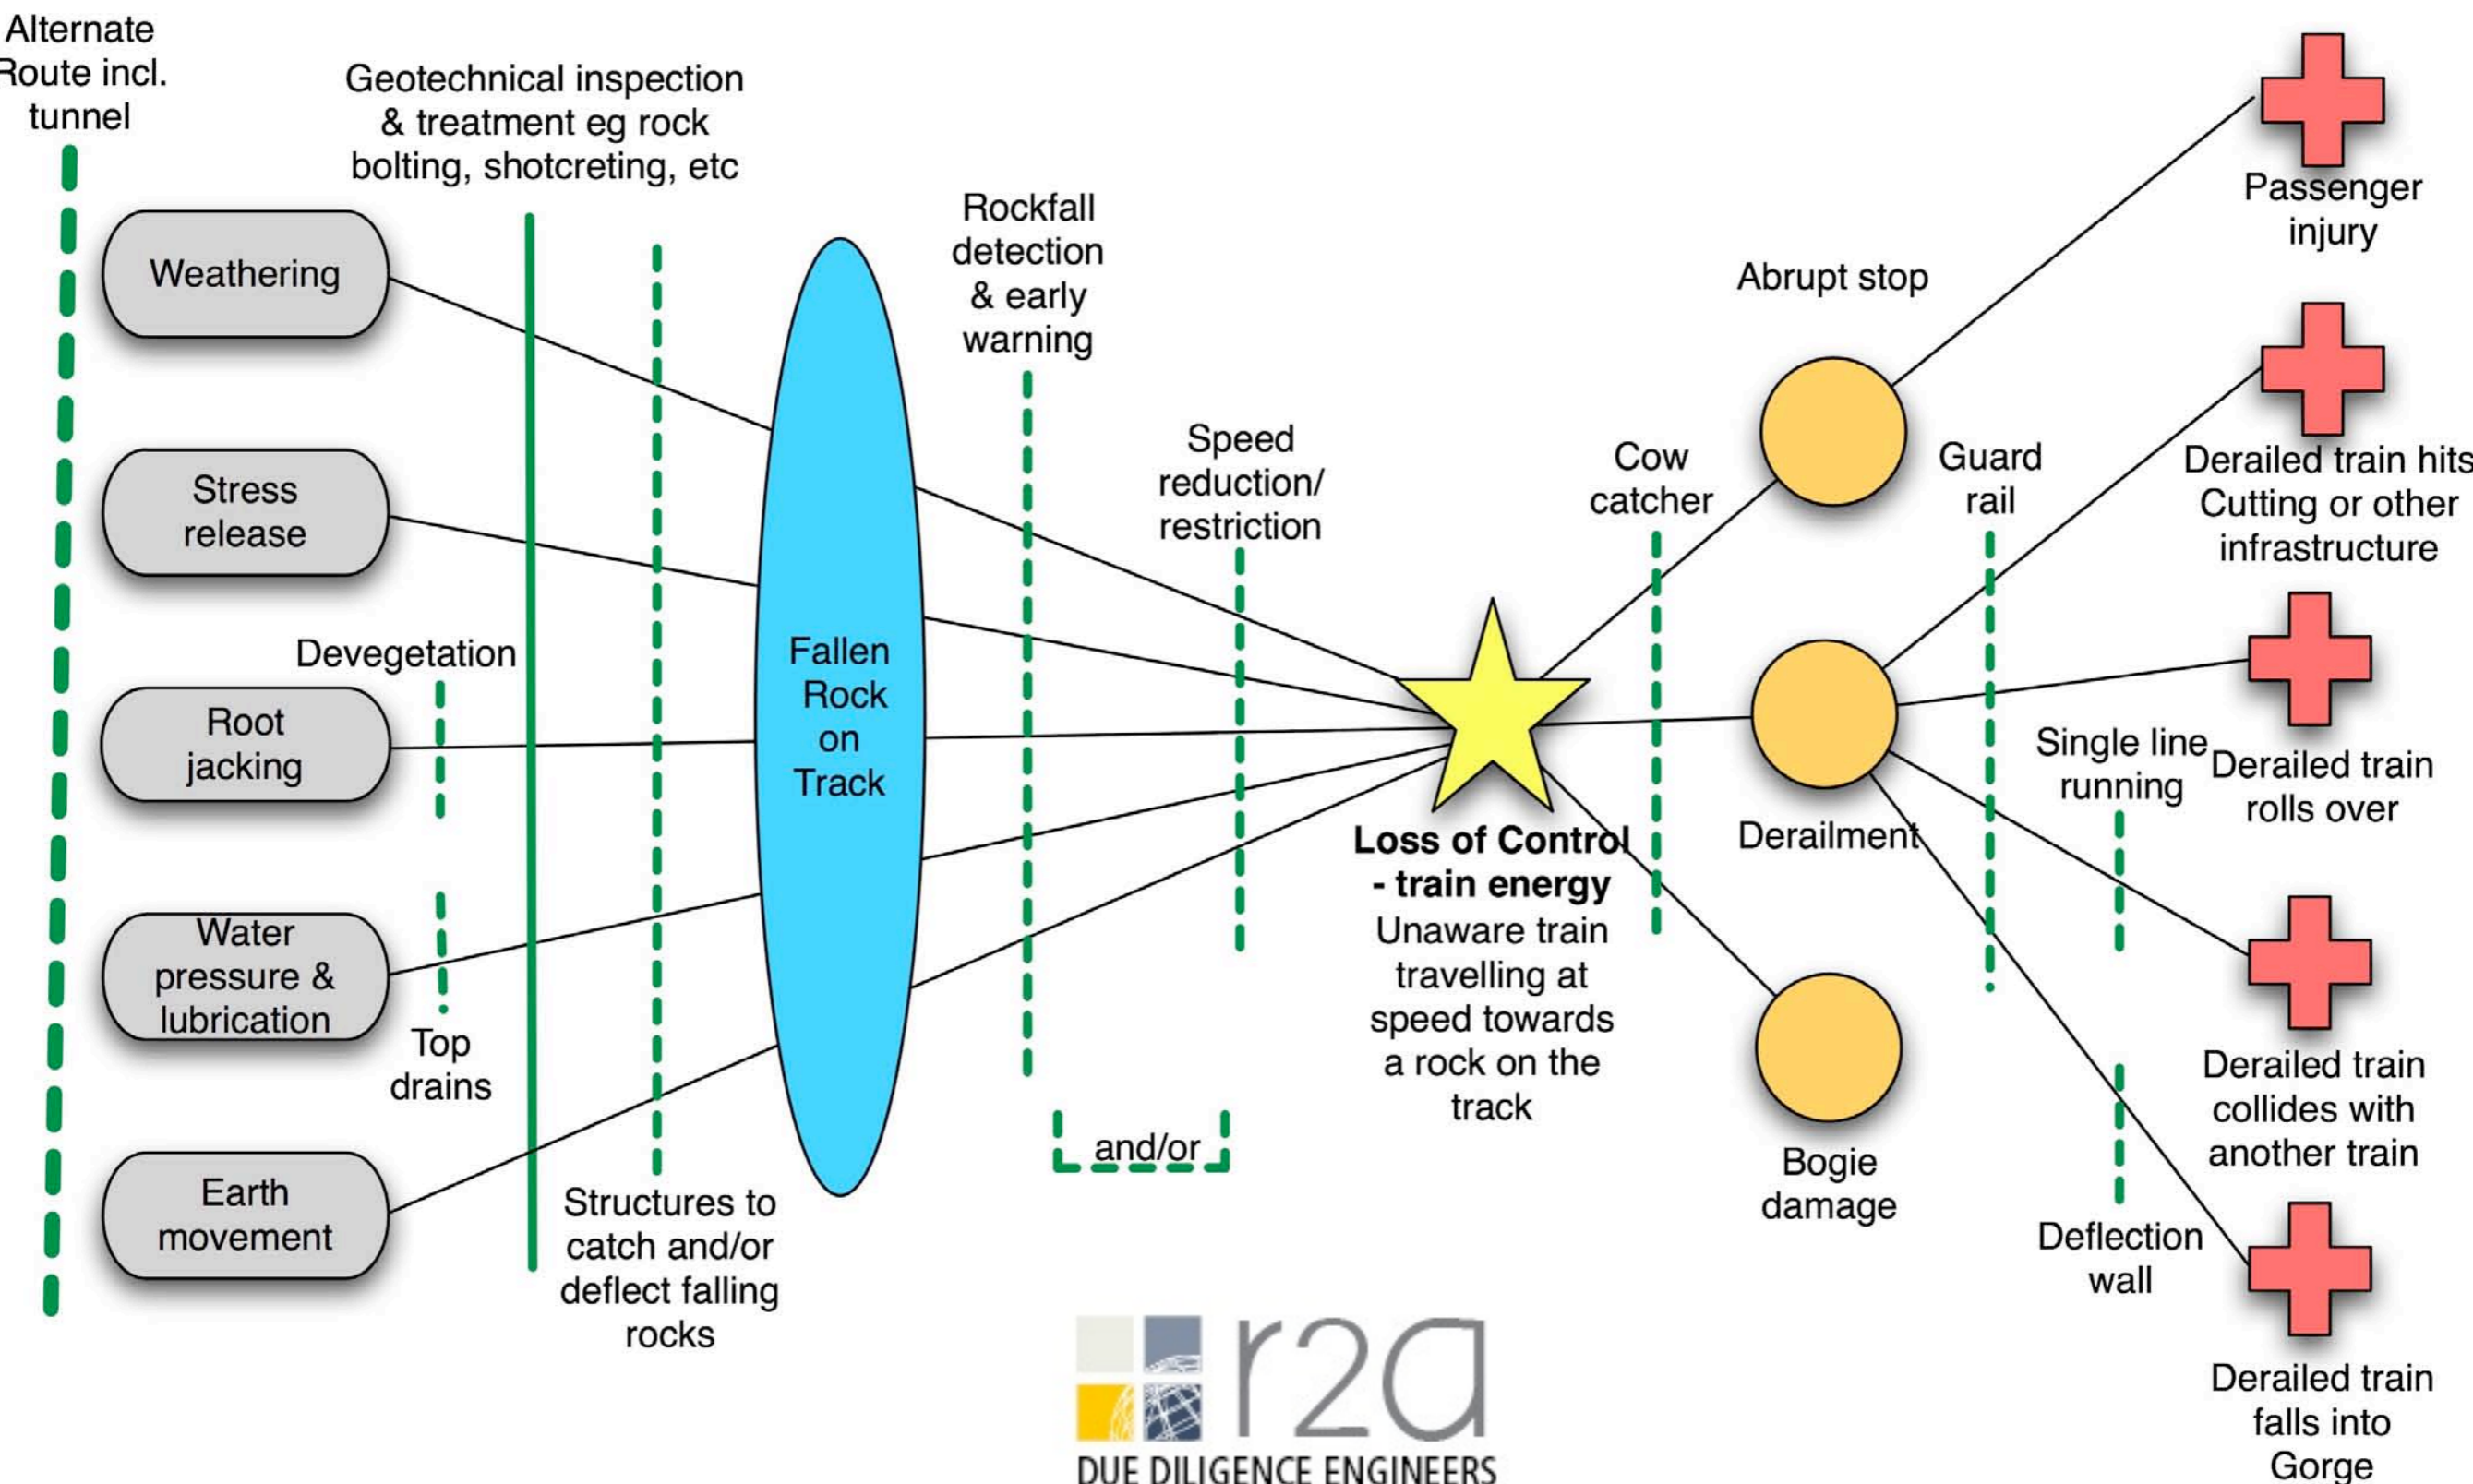 Alternate
Route incl.
tunnel
Geotechnical inspection
& treatment eg rock
bolting, shotcreting, etc
Weathering
Stress
release
Devegetation
Root
jacking
Water
pressure &
lubrication
Top
drains
Earth
movement
Structures to
catch and/or
deflect falling
rocks
Fallen
Rock
on
Track
Rockfall
detection
& early
warning
Speed
reduction/
restriction
and/or
Loss of Control
- train energy
Unaware train
travelling at
speed towards
a rock on the
track
Cow
catcher
Abrupt stop
Derailment
Bogie
damage
Guard
rail
Single line
running
Deflection
wall
Passenger
injury
Derailed train hits
Cutting or other
infrastructure
Derailed train
rolls over
Derailed train
collides with
another train
Derailed train
falls into
Gorge
r2a
DUE DILIGENCE ENGINEERS